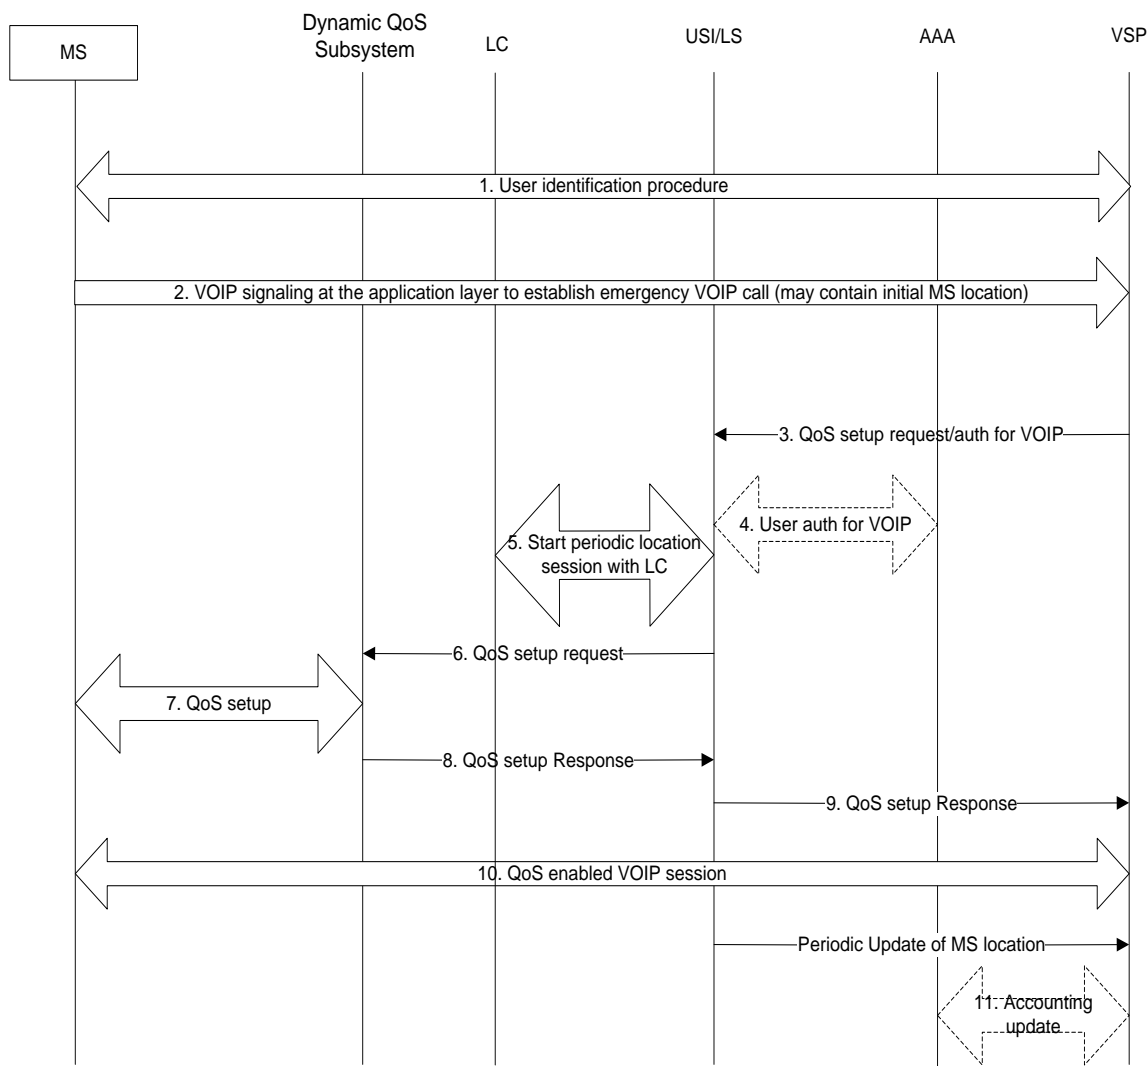 MS
Dynamic QoS
Subsystem
LC
USI/LS
AAA
VSP
1. User identification procedure
2. VOIP signaling at the application layer to establish emergency VOIP call (may contain initial MS location)
3. QoS setup request/auth for VOIP
4. User auth for VOIP
5. Start periodic location
session with LC
6. QoS setup request
7. QoS setup
8. QoS setup Response
9. QoS setup Response
10. QoS enabled VOIP session
Periodic Update of MS location
11. Accounting
update